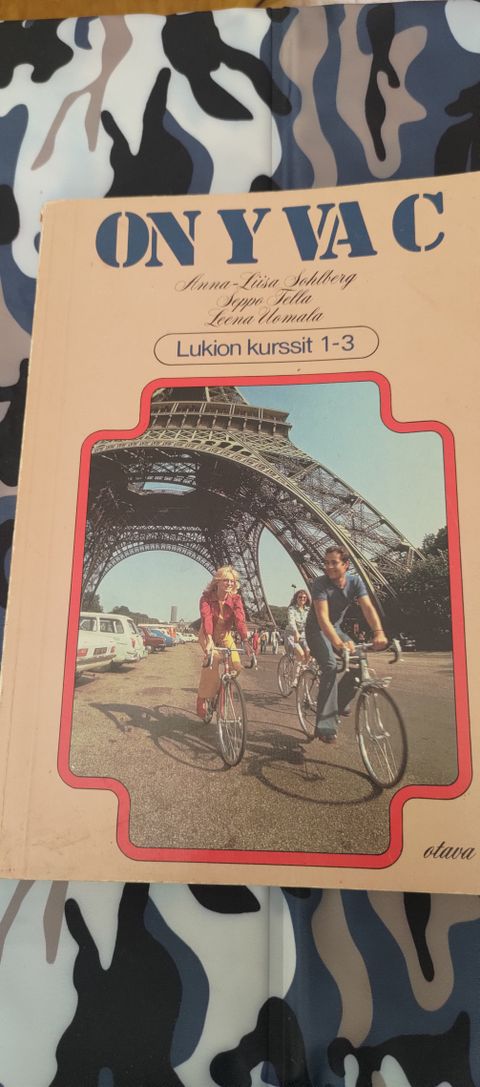 ON Y VA C
Anna-Liisa Sohlberg
Seppo Tella
Leena Uomala
Lukion kurssit 1-3
otava